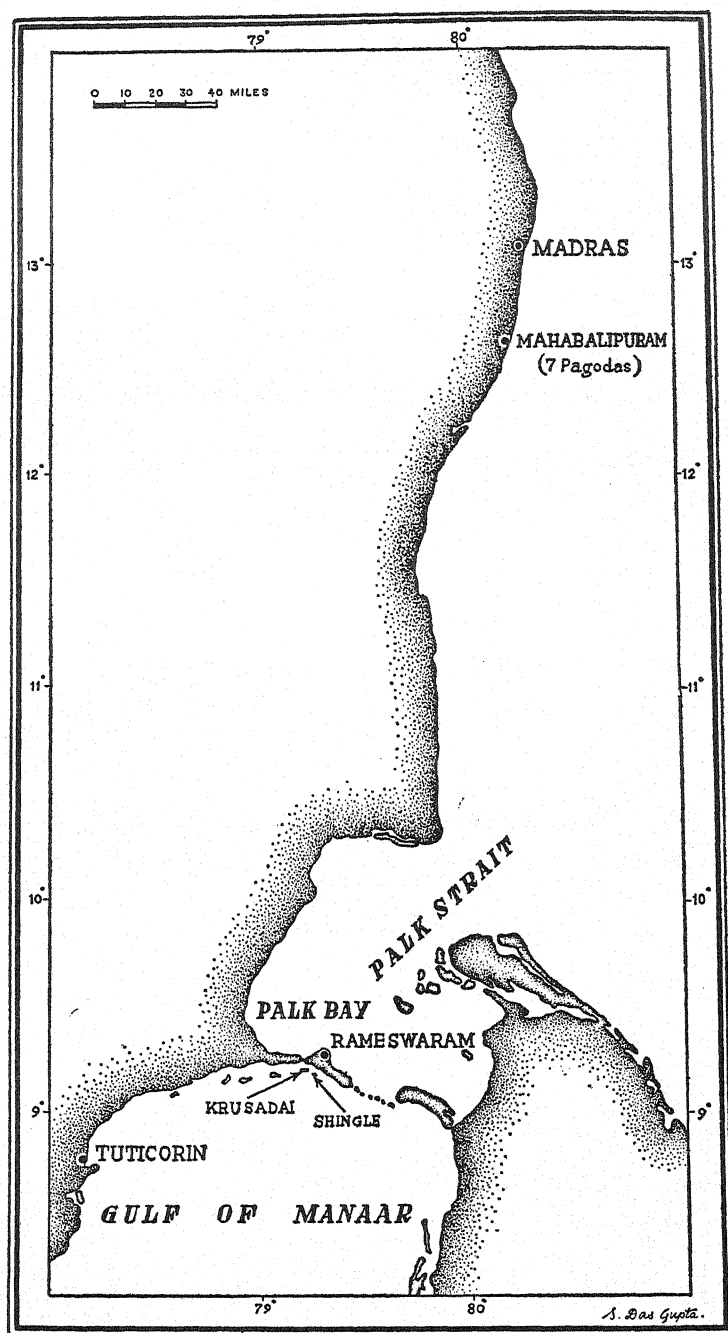 79° 80°
0 10 20 30 40 MILES
MADRAS
13° 13°
MAHABALIPURAM
(7 Pagodas)
12° 12°
11° 11°
PALK STRAIT
10° 10°
PALK BAY
RAMESWARAM
9° 9°
KRUSADAI
SHINGLE
TUTICORIN
GULF OF MANAAR
79° 80°
S. Das Gupta.